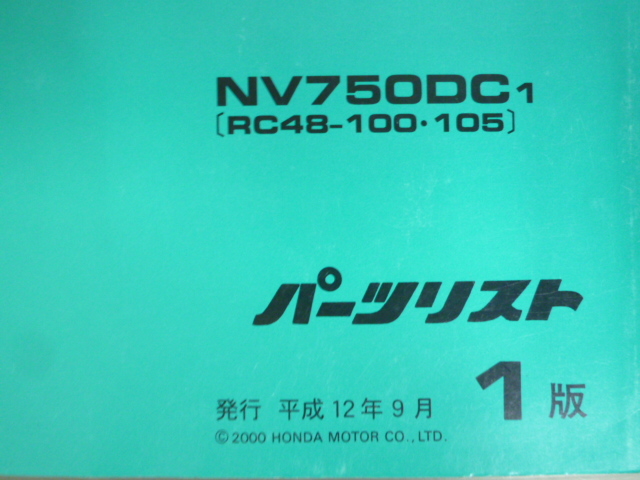 NV750DC1
〔RC48-100・105〕
パーツリスト
発行 平成12年9月 1版
©2000 HONDA MOTOR CO.,LTD.